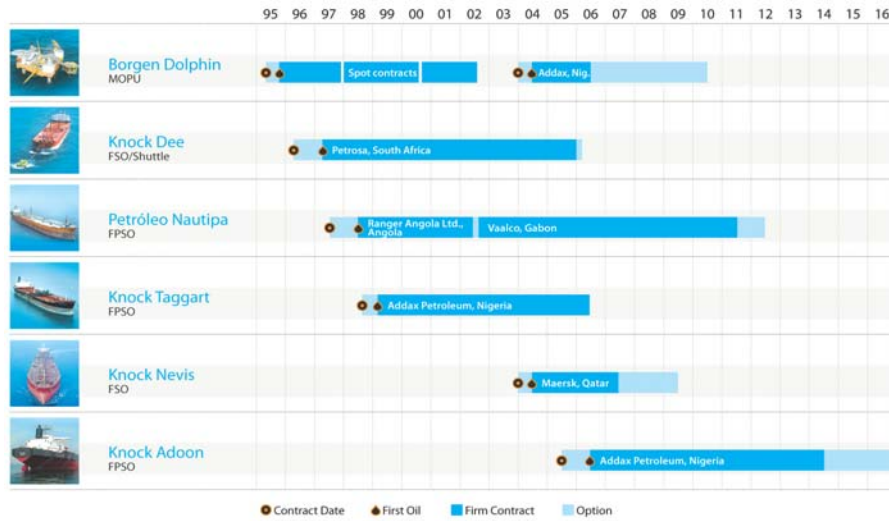 95 96 97 98 99 00 01 02 03 04 05 06 07 08 09 10 11 12 13 14 15 16
Borgen Dolphin
MOPU
Spot contracts
Addax, Nig.
Knock Dee
FSO/Shuttle
Petrosa, South Africa
Petróleo Nautipa
FPSO
Ranger Angola Ltd.,
Angola
Vaalco, Gabon
Knock Taggart
FPSO
Addax Petroleum, Nigeria
Knock Nevis
FSO
Maersk, Qatar
Knock Adoon
FPSO
Addax Petroleum, Nigeria
Contract Date First Oil Firm Contract Option